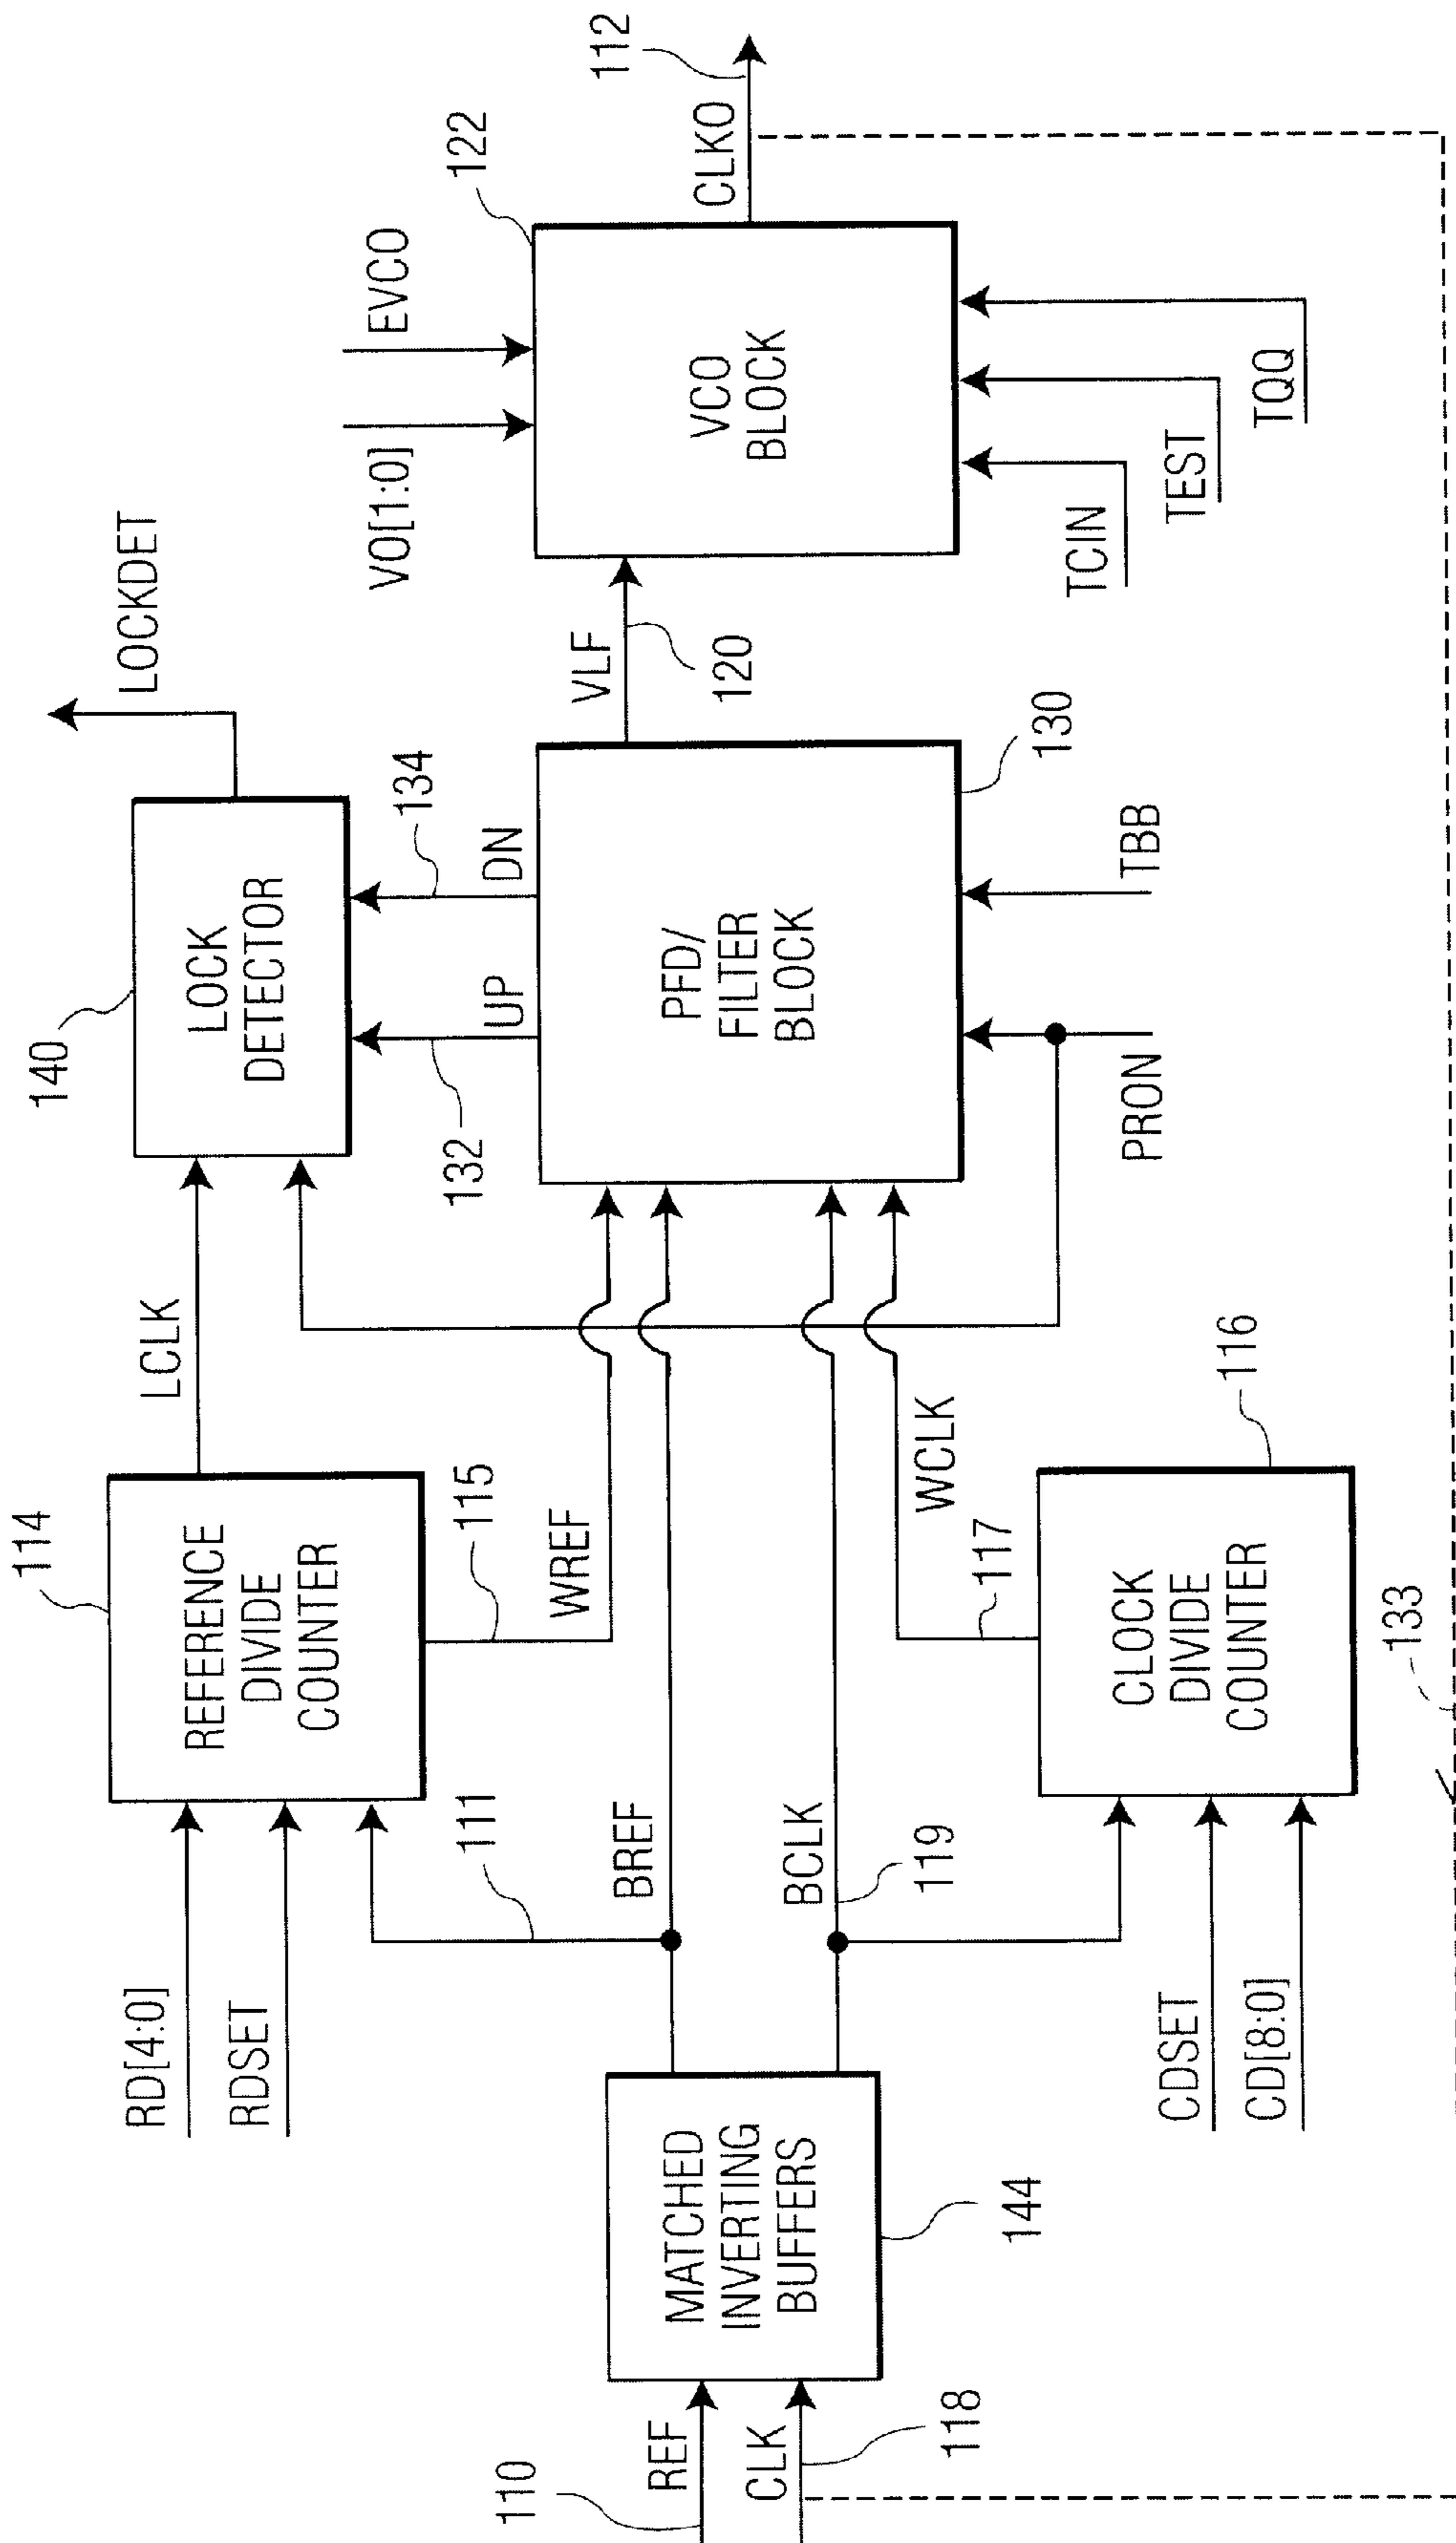 LOCKDET
140
LOCK
DETECTOR
VO[1:0]
EVCO
122
112
CLKO
VCO
BLOCK
TCIN
TEST
TQQ
VLF
120
134
DN
132
UP
PFD/
FILTER
BLOCK
130
TBB
PRON
LCLK
114
REFERENCE
DIVIDE
COUNTER
115
WREF
RD[4:0]
RDSET
111
BREF
BCLK
119
WCLK
117
116
CLOCK
DIVIDE
COUNTER
CDSET
CD[8:0]
133
MATCHED
INVERTING
BUFFERS
144
110
REF
CLK
118